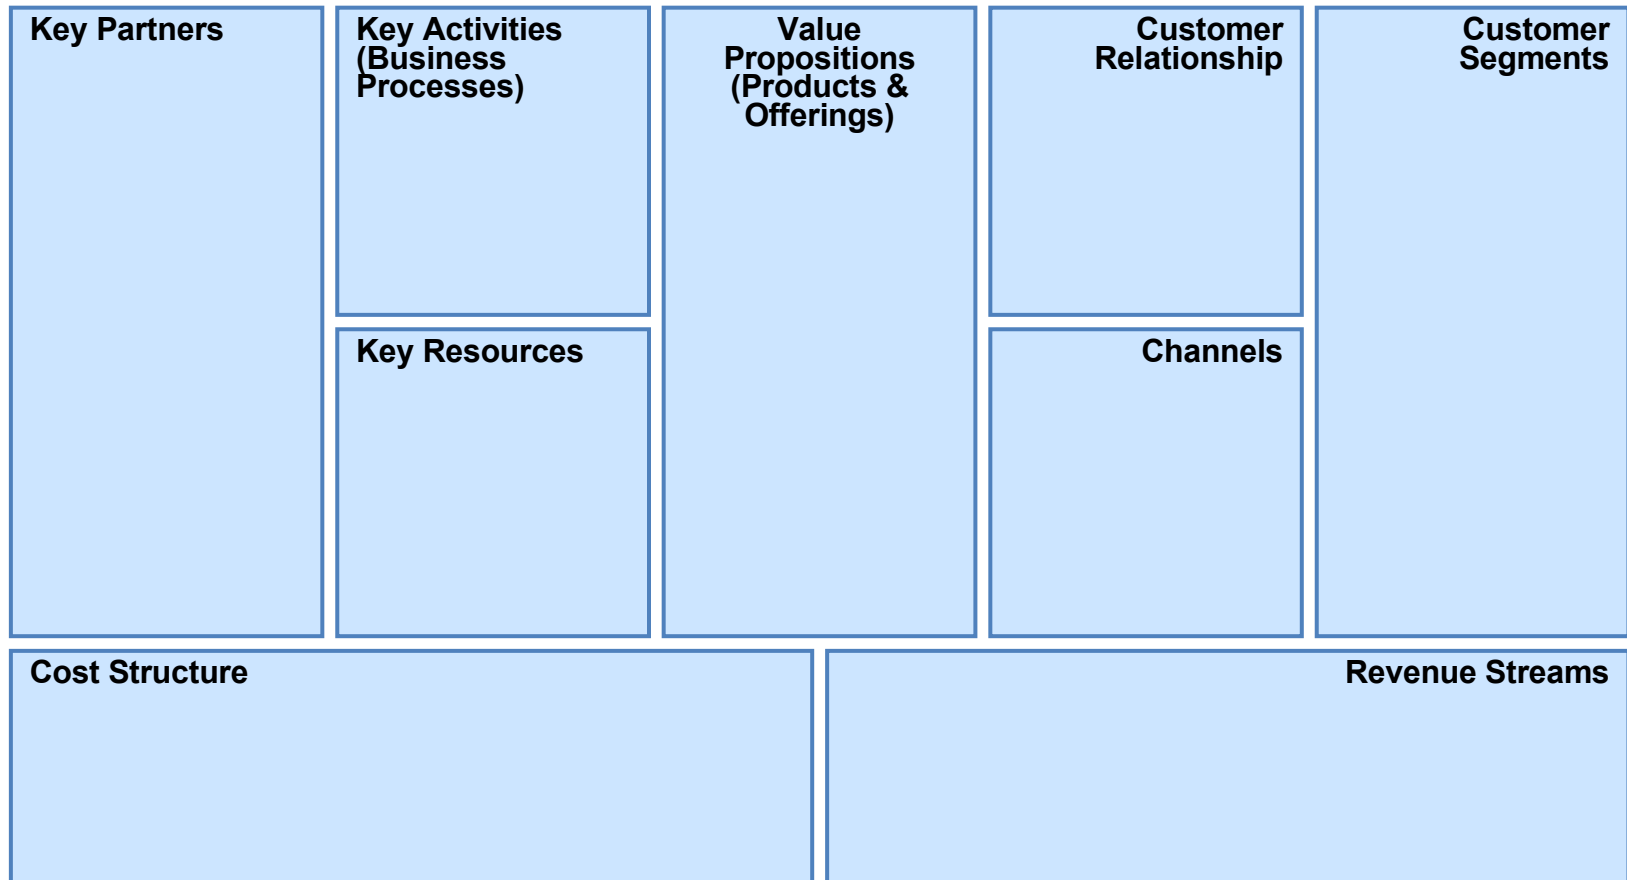 Key Partners
Key Activities
(Business
Processes)
Value
Propositions
(Products &
Offerings)
Customer
Relationship
Customer
Segments
Key Resources
Channels
Cost Structure
Revenue Streams